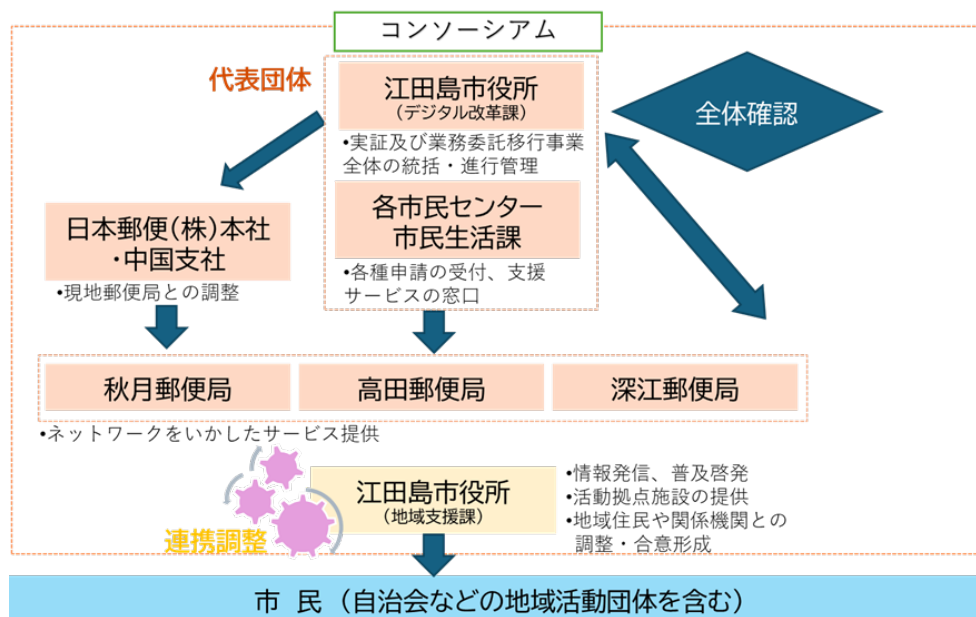 コンソーシアム
代表団体
江田島市役所
（デジタル改革課）
•実証及び業務委託移行事業
全体の統括・進行管理
全体確認
各市民センター
市民生活課
•各種申請の受付、支援
サービスの窓口
日本郵便（株）本社
・中国支社
•現地郵便局との調整
秋月郵便局
高田郵便局
深江郵便局
•ネットワークをいかしたサービス提供
連携調整
江田島市役所
（地域支援課）
•情報発信、普及啓発
•活動拠点施設の提供
•地域住民や関係機関との
調整・合意形成
市 民（自治会などの地域活動団体を含む）